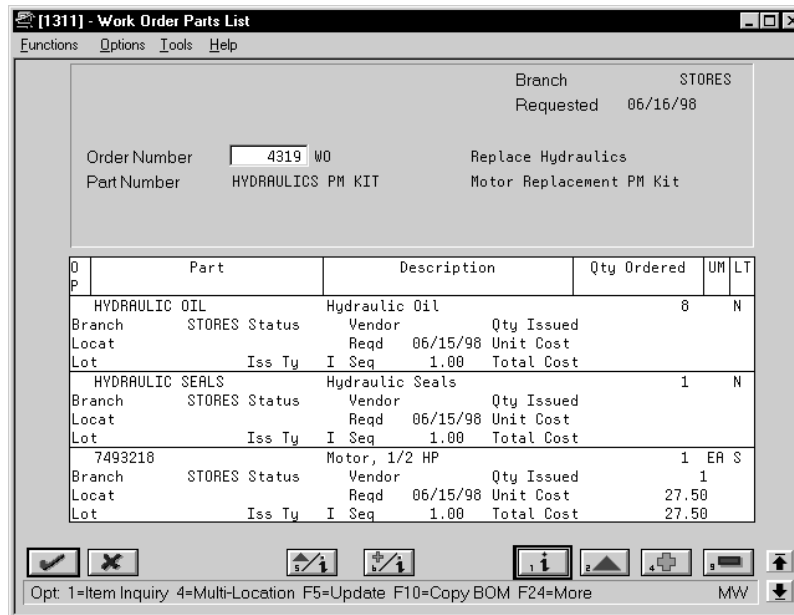 [1311] - Work Order Parts List
Functions Options Tools Help
Branch STORES
Requested 06/16/98
Order Number 4319 WO Replace Hydraulics
Part Number HYDRAULICS PM KIT Motor Replacement PM Kit
O P Part Description Qty Ordered UM LT
HYDRAULIC OIL Hydraulic Oil 8 N
Branch STORES Status Vendor Qty Issued
Locat Reqd 06/15/98 Unit Cost
Lot Iss Ty I Seq 1.00 Total Cost
HYDRAULIC SEALS Hydraulic Seals 1 N
Branch STORES Status Vendor Qty Issued
Locat Reqd 06/15/98 Unit Cost
Lot Iss Ty I Seq 1.00 Total Cost
7493218 Motor, 1/2 HP 1 EA S
Branch STORES Status Vendor Qty Issued 1
Locat Reqd 06/15/98 Unit Cost 27.50
Lot Iss Ty I Seq 1.00 Total Cost 27.50
5 / i 6 / i 1 i 2 4 9
Opt: 1=Item Inquiry 4=Multi-Location F5=Update F10=Copy BOM F24=More MW